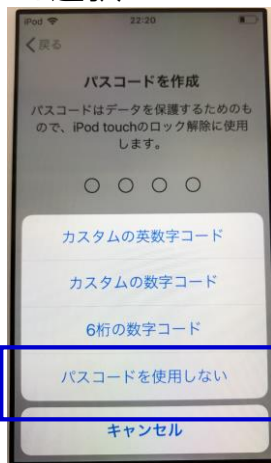 iPod 22:20
戻る
パスコードを作成
パスコードはデータを保護するためのも
ので、iPod touchのロック解除に使用
します。
カスタムの英数字コード
カスタムの数字コード
6桁の数字コード
パスコードを使用しない
キャンセル